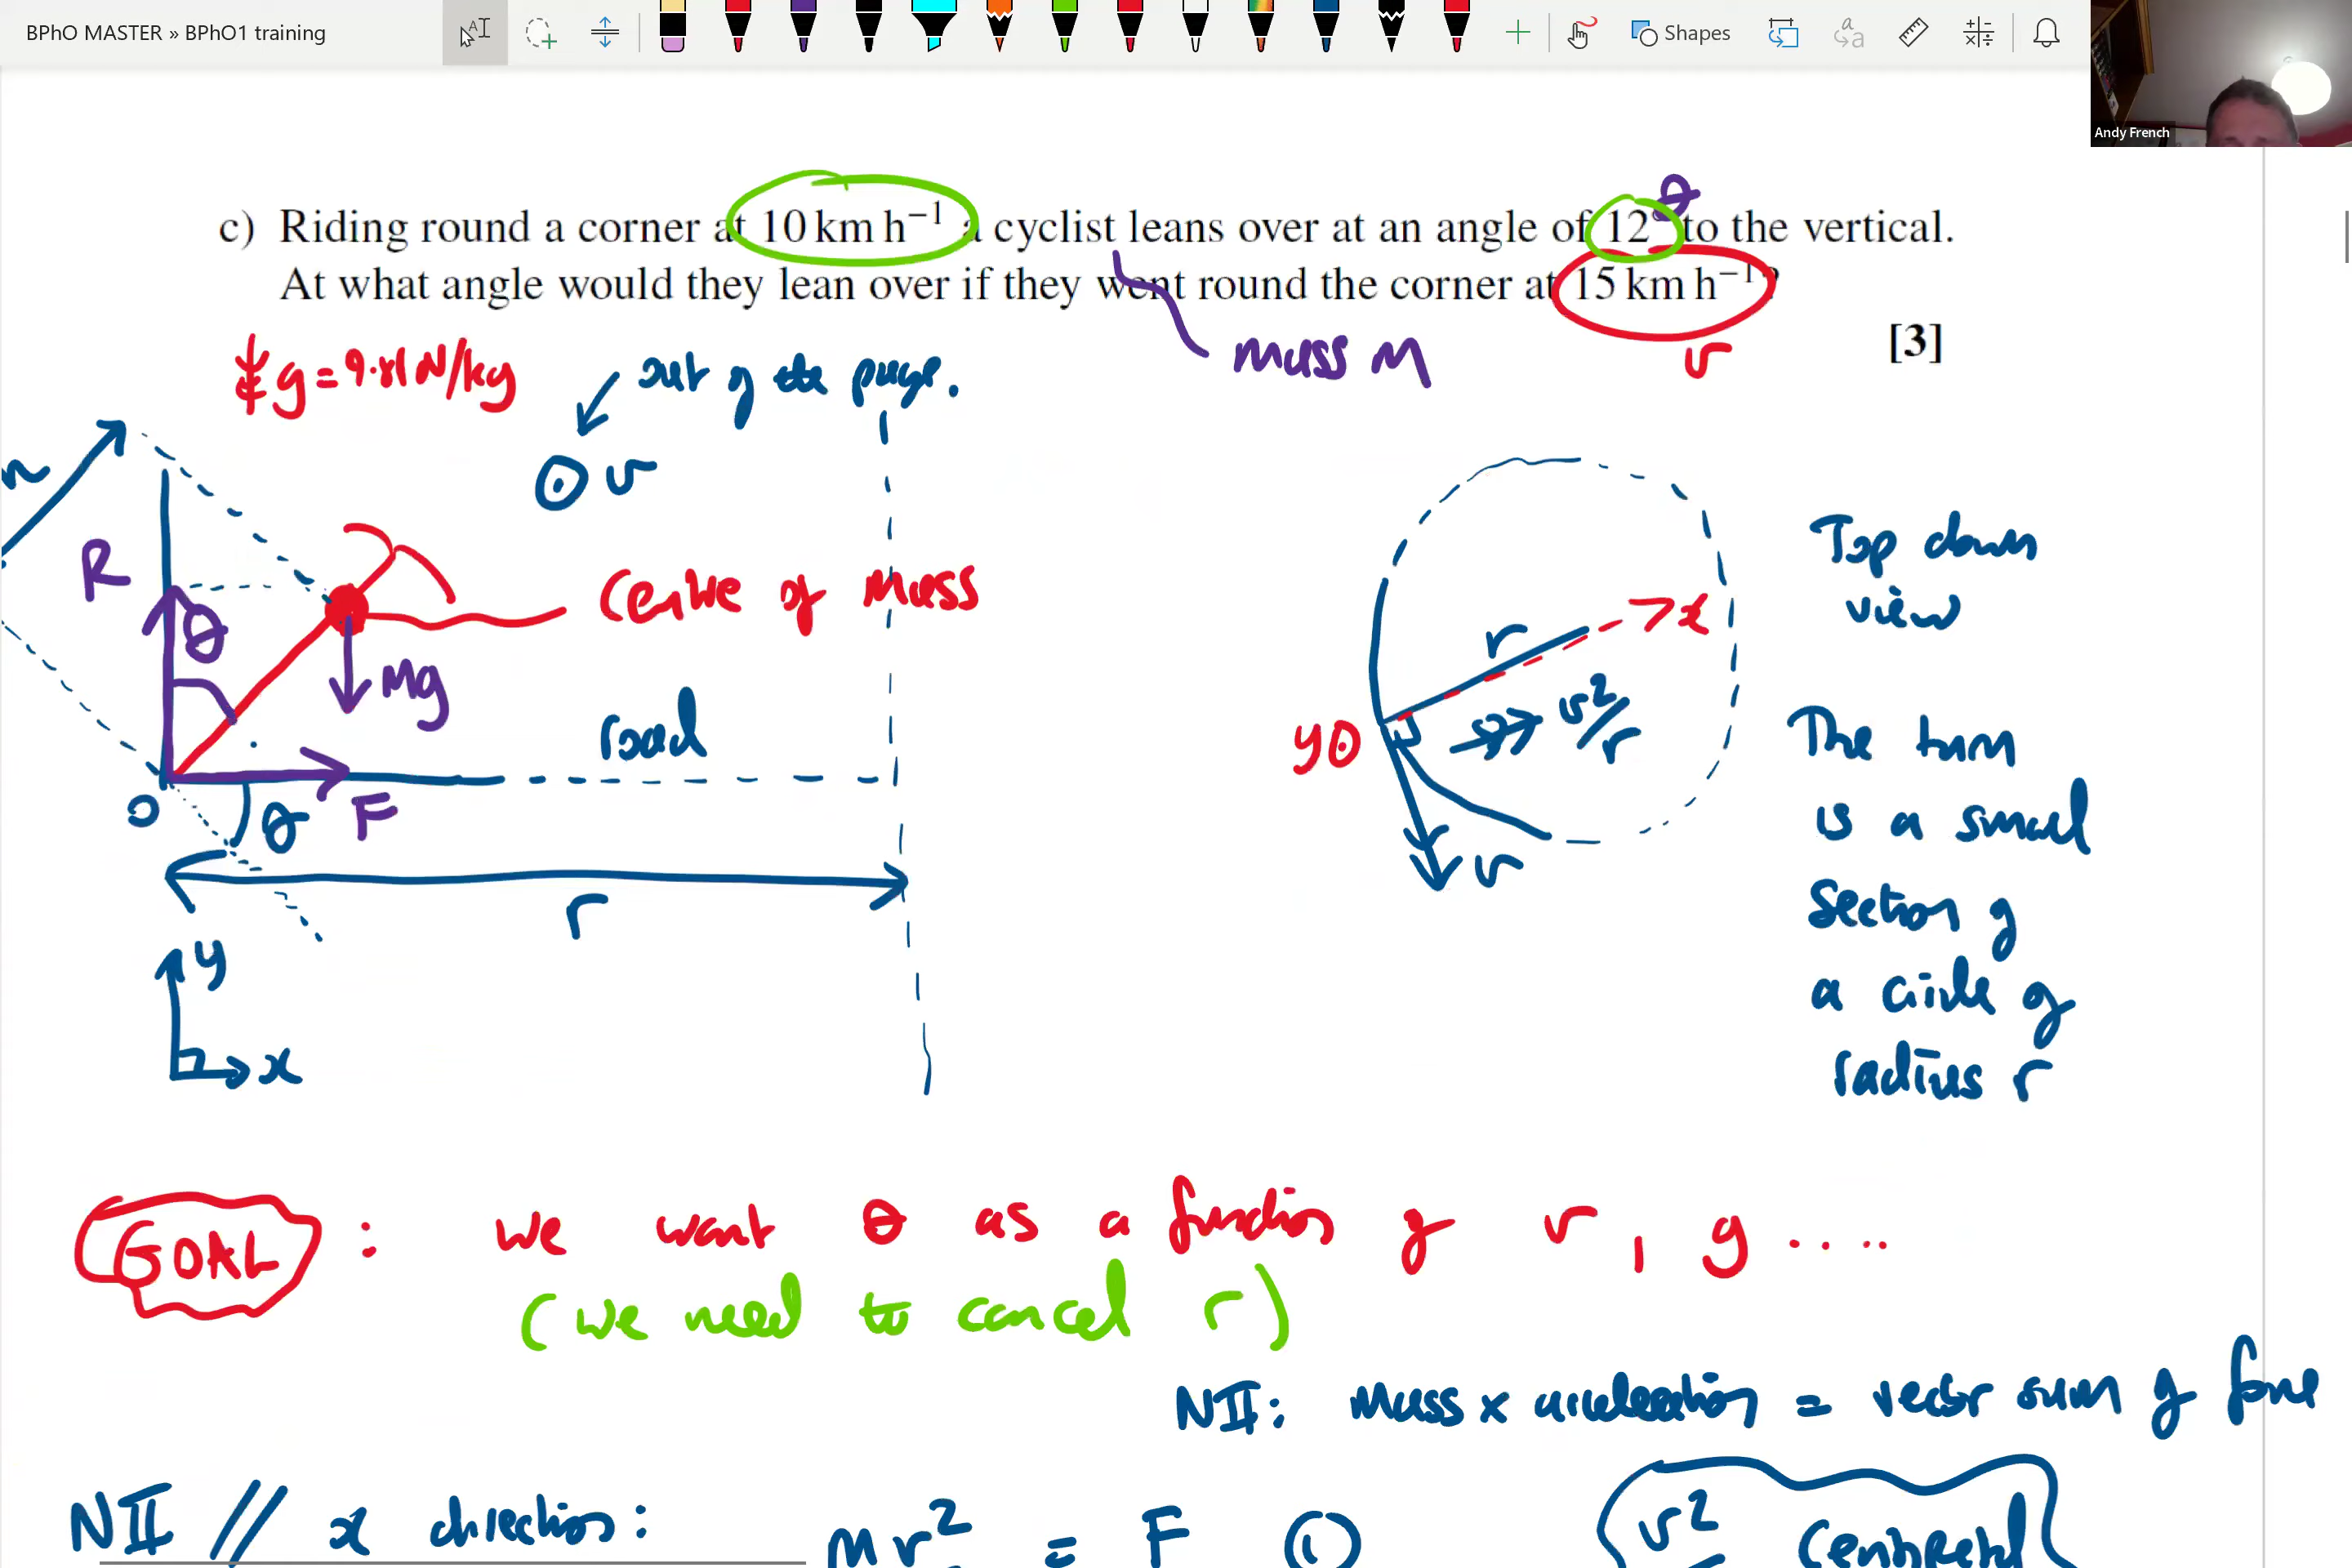 BPhO MASTER » BPhO1 training
Shapes
Andy French
c) Riding round a corner at 10 km h⁻¹ a cyclist leans over at an angle of 12° to the vertical.
θ
At what angle would they lean over if they went round the corner at 15 km h⁻¹?
[3]
g = 9.81 N/kg
out of the page.
mass M
v
v
R
θ
Centre of mass
Mg
road
O
θ
F
r
y
x
Top down
view
r
x
y
v²/r
v
The turn
is a small
section of
a circle of
radius r
GOAL : we want θ as a function of v , g .....
(we need to cancel r)
NII: Mass x acceleration = vector sum of
NII // x direction: Mv² = F ①
v²